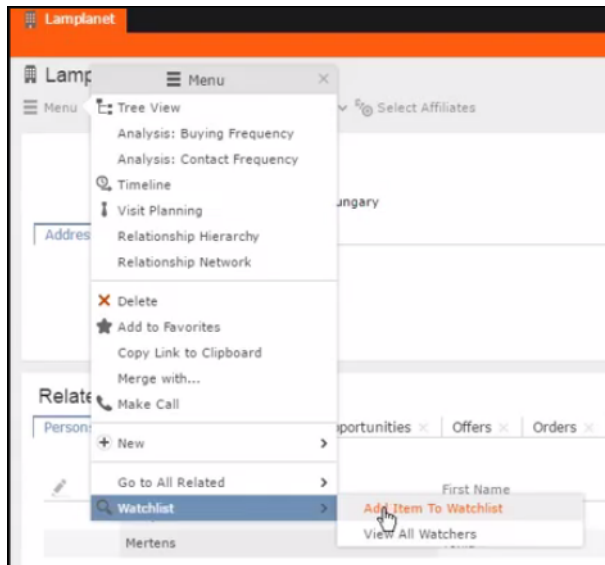 Lamplanet
Lamp
Menu
Menu
Select Affiliates
Tree View
Analysis: Buying Frequency
Analysis: Contact Frequency
Timeline
Visit Planning
ungary
Addres
Relationship Hierarchy
Relationship Network
Delete
Add to Favorites
Copy Link to Clipboard
Merge with...
Relate
Make Call
Person
pportunities
Offers
Orders
New
Go to All Related
First Name
Watchlist
Add Item To Watchlist
View All Watchers
Mertens